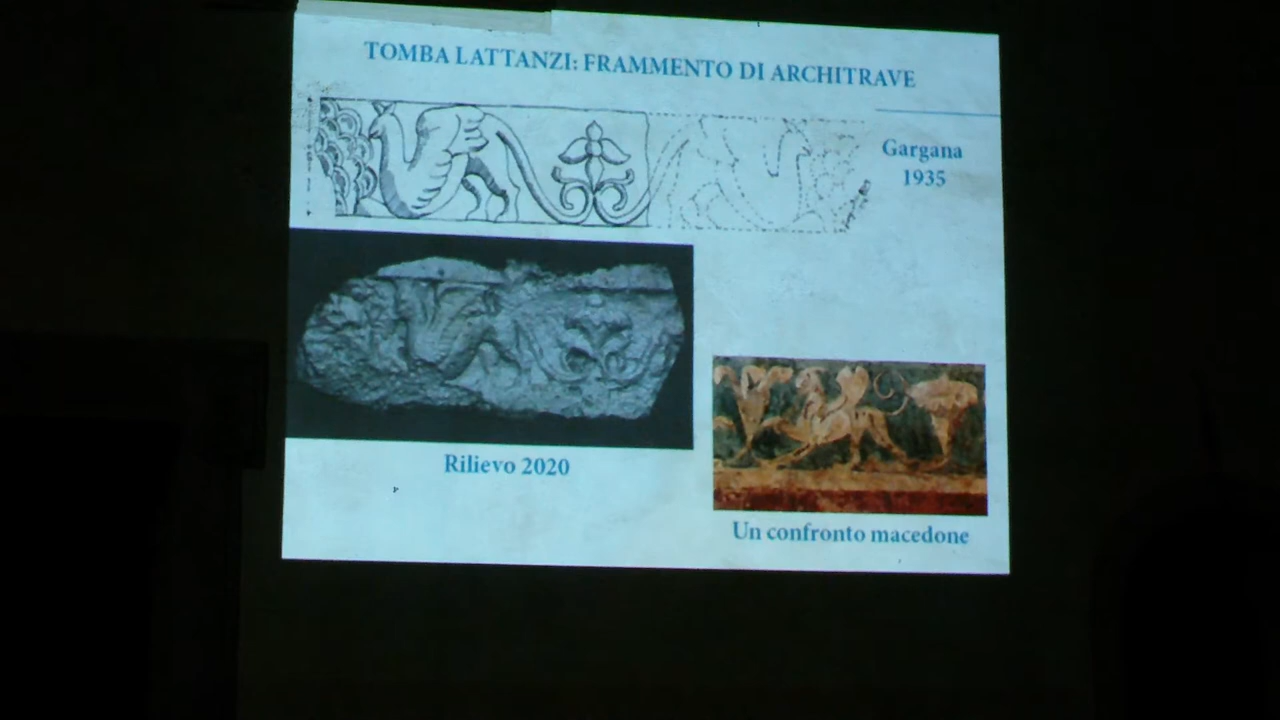 TOMBA LATTANZI: FRAMMENTO DI ARCHITRAVE
Gargana
1935
Rilievo 2020
Un confronto macedone